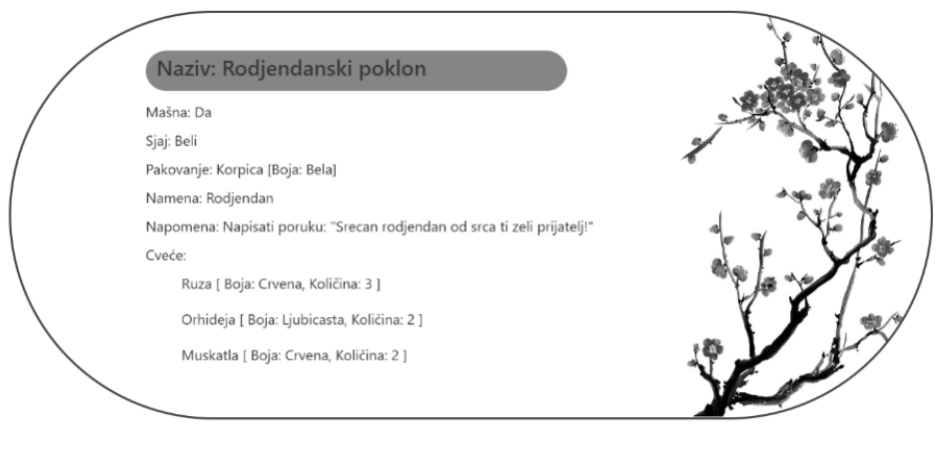 Naziv: Rodjendanski poklon
Mašna: Da
Sjaj: Beli
Pakovanje: Korpica [Boja: Bela]
Namena: Rodjendan
Napomena: Napisati poruku: "Srecan rodjendan od srca ti zeli prijatelj!"
Cveće:
Ruza [ Boja: Crvena, Količina: 3 ]
Orhideja [ Boja: Ljubicasta, Količina: 2 ]
Muskatla [ Boja: Crvena, Količina: 2 ]